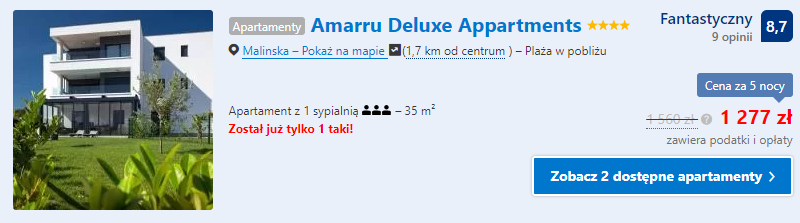 Apartamenty Amarru Deluxe Appartments
Fantastyczny
9 opinii
8,7
Malinska – Pokaż na mapie (1,7 km od centrum ) – Plaża w pobliżu
Cena za 5 nocy
Apartament z 1 sypialnią – 35 m²
1 560 zł 1 277 zł
Został już tylko 1 taki!
zawiera podatki i opłaty
Zobacz 2 dostępne apartamenty